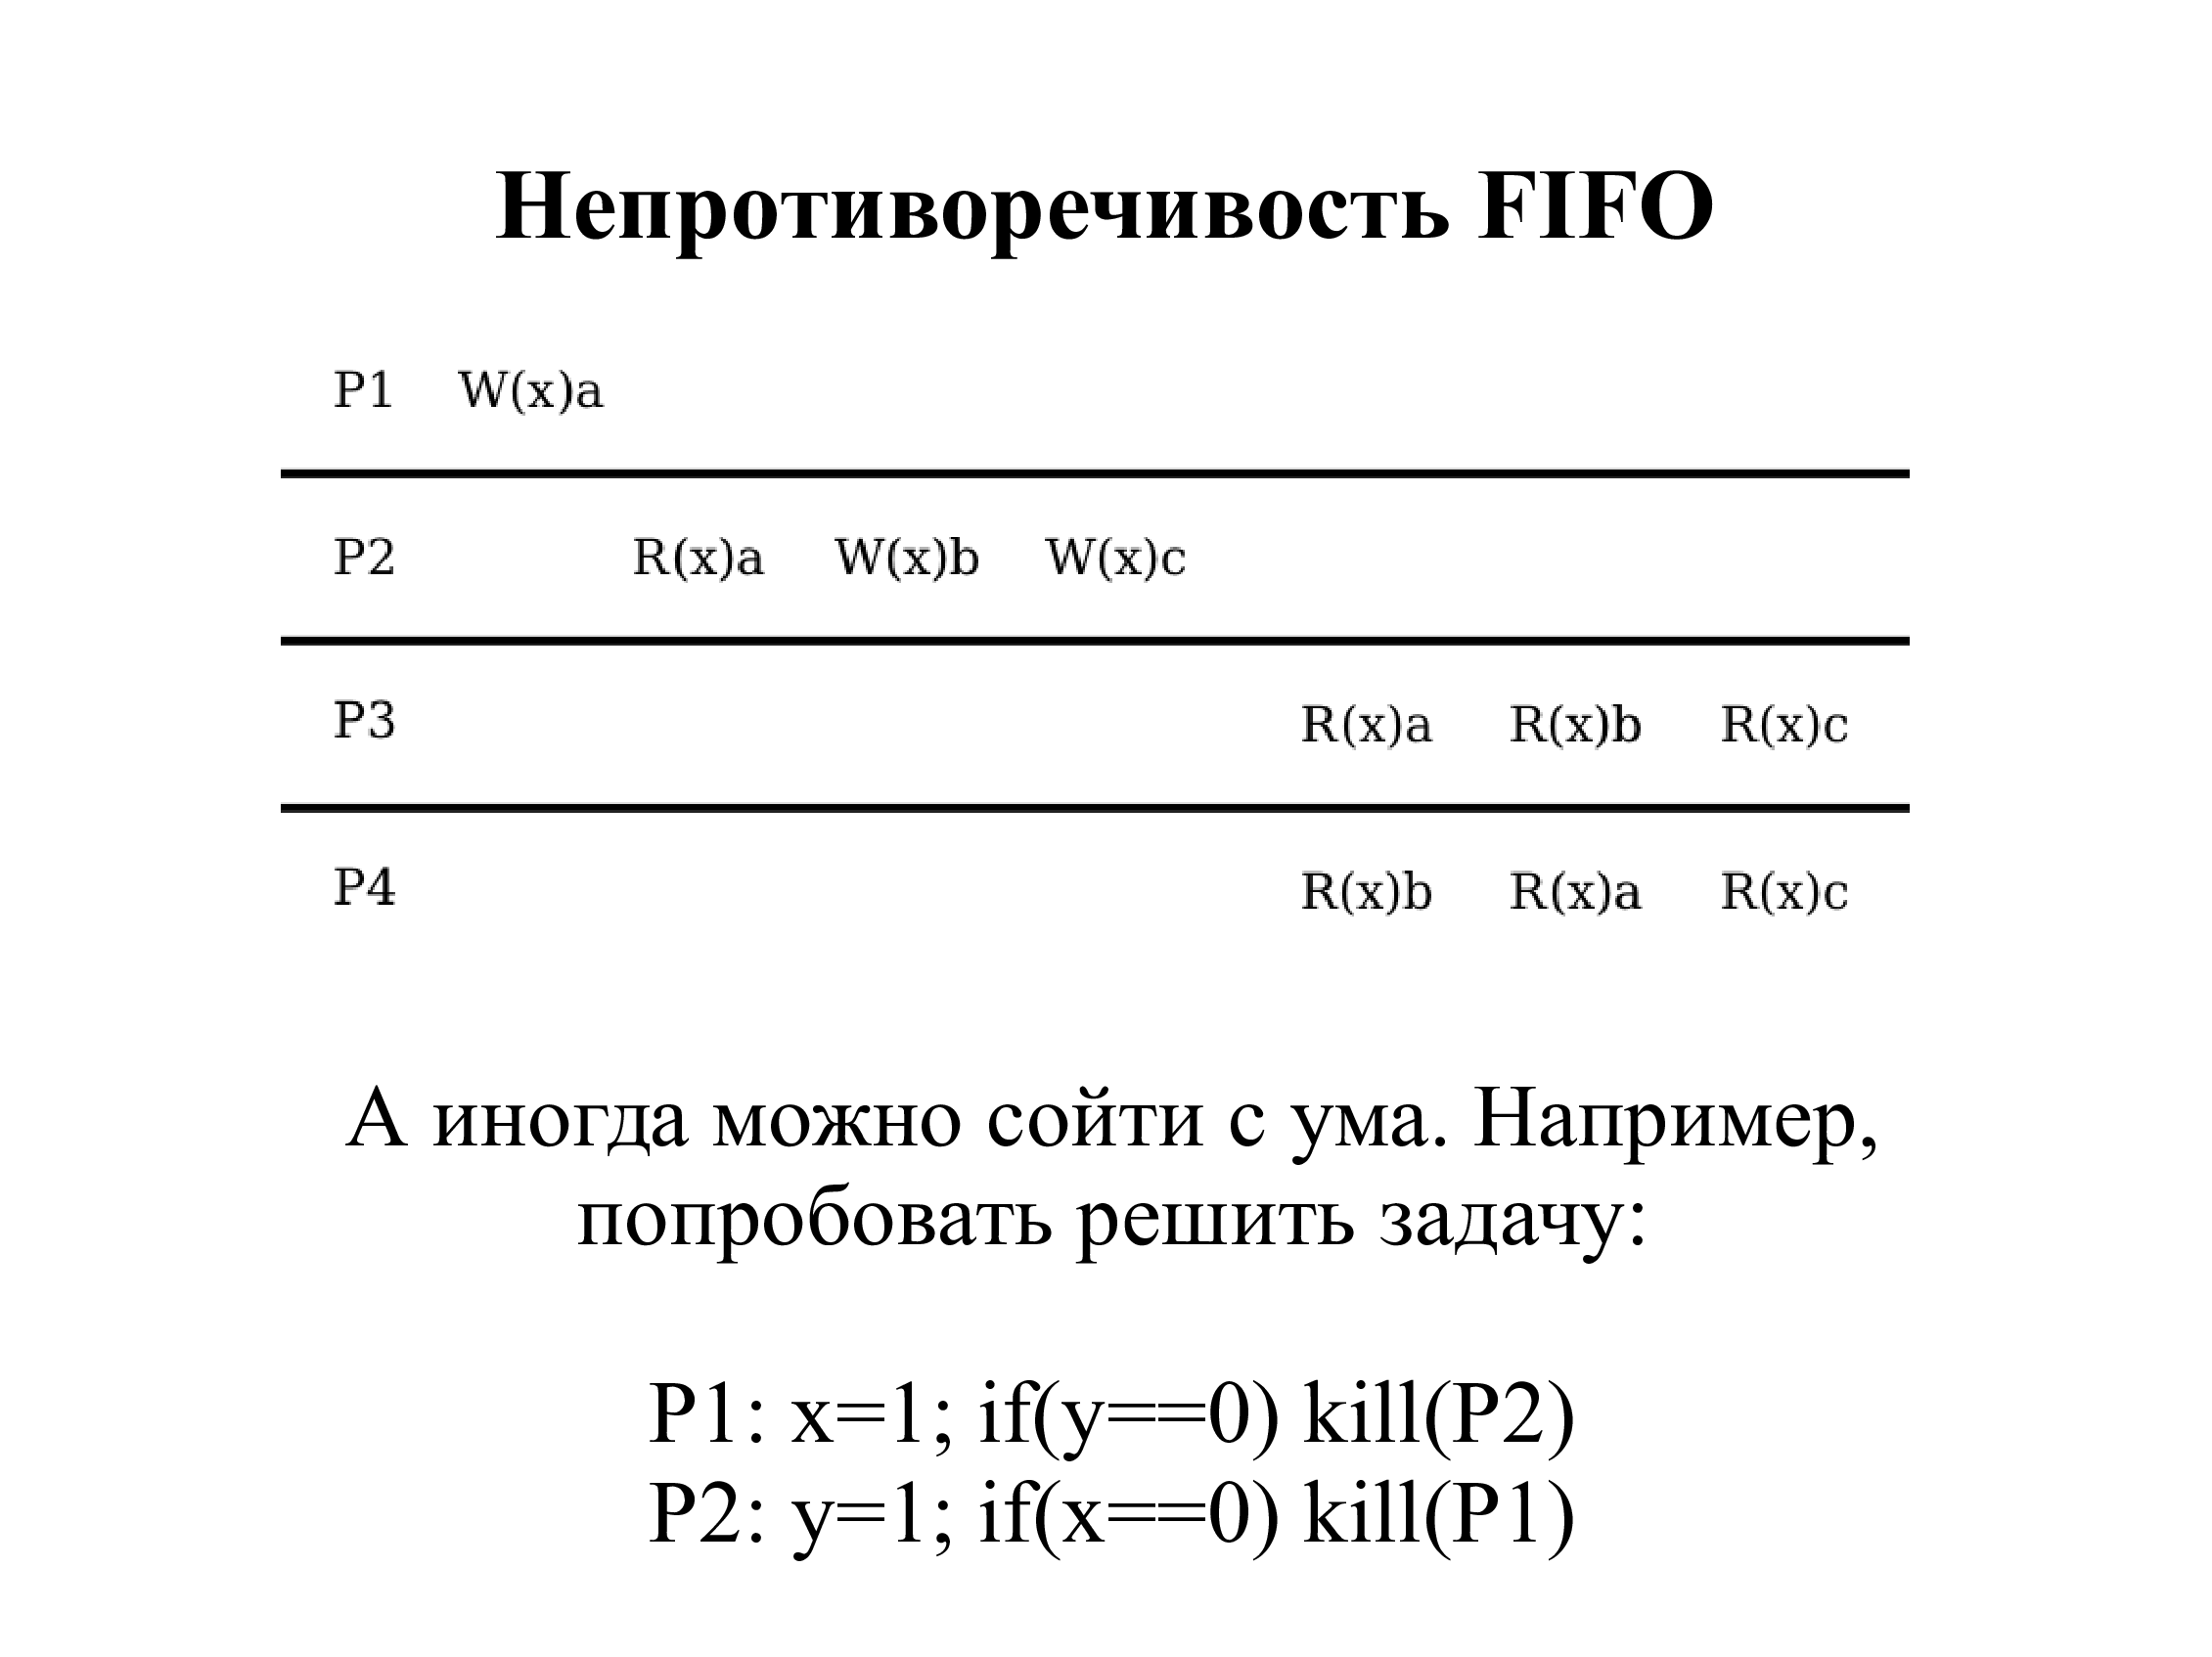 Непротиворечивость FIFO
P1 W(x)a
P2 R(x)a W(x)b W(x)c
P3 R(x)a R(x)b R(x)c
P4 R(x)b R(x)a R(x)c
А иногда можно сойти с ума. Например,
попробовать решить задачу:
P1: x=1; if(y==0) kill(P2)
P2: y=1; if(x==0) kill(P1)